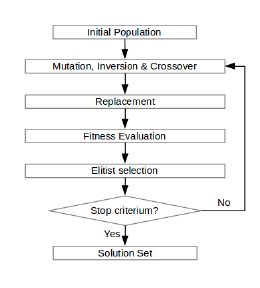 Initial Population
Mutation, Inversion & Crossover
Replacement
Fitness Evaluation
Elitist selection
Stop criterium?
No
Yes
Solution Set